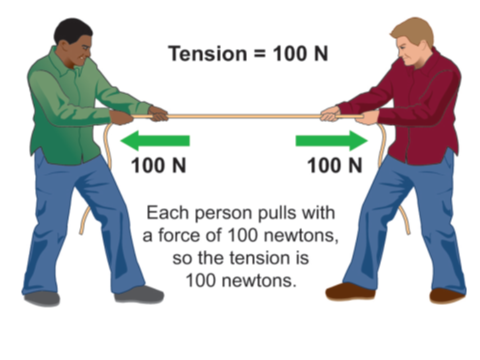 Tension = 100 N
100 N
100 N
Each person pulls with
a force of 100 newtons,
so the tension is
100 newtons.